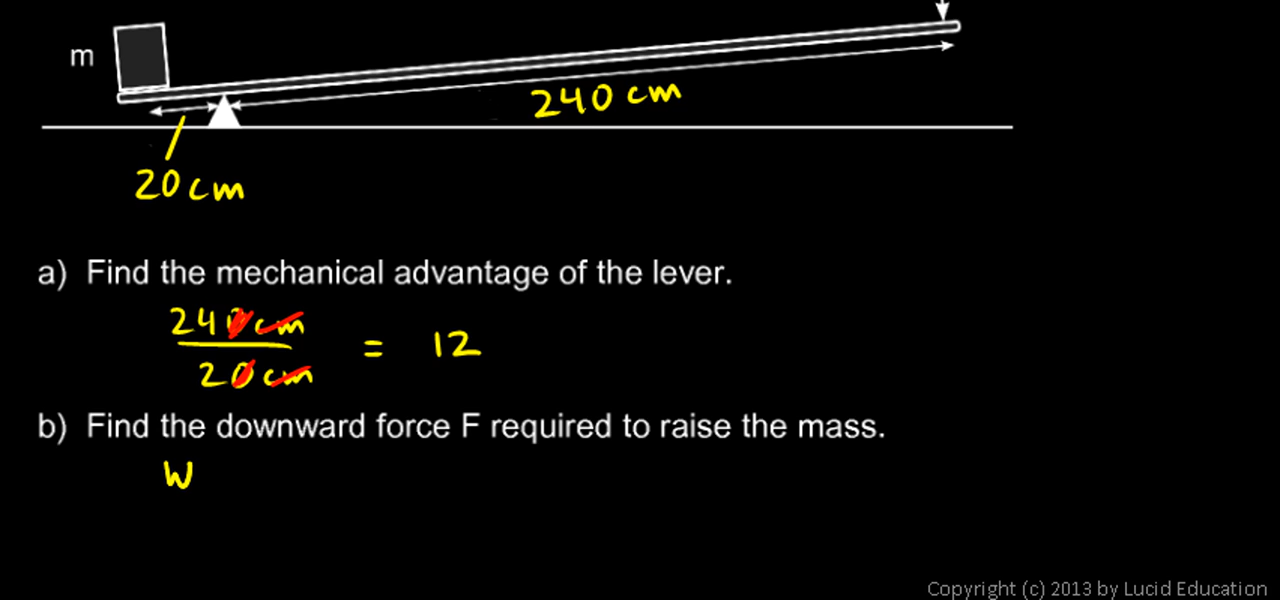 m
240 cm
20 cm
a) Find the mechanical advantage of the lever.
240 cm
20 cm
= 12
b) Find the downward force F required to raise the mass.
W
Copyright (c) 2013 by Lucid Education